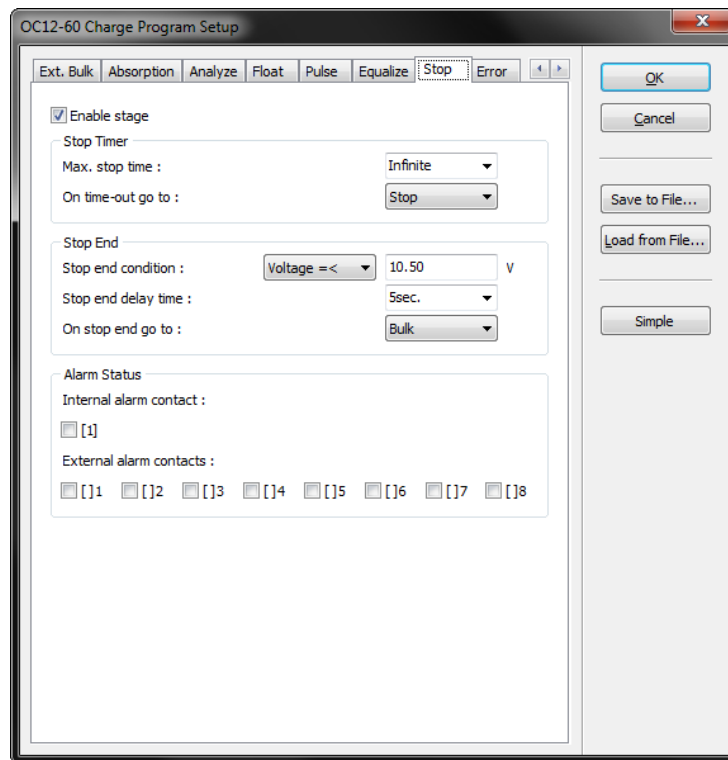 OC12-60 Charge Program Setup
Ext. Bulk Absorption Analyze Float Pulse Equalize Stop Error
OK
Cancel
Save to File...
Load from File...
Simple
Enable stage
Stop Timer
Max. stop time : Infinite
On time-out go to : Stop
Stop End
Stop end condition : Voltage =< 10.50 V
Stop end delay time : 5sec.
On stop end go to : Bulk
Alarm Status
Internal alarm contact :
[1]
External alarm contacts :
[]1 []2 []3 []4 []5 []6 []7 []8